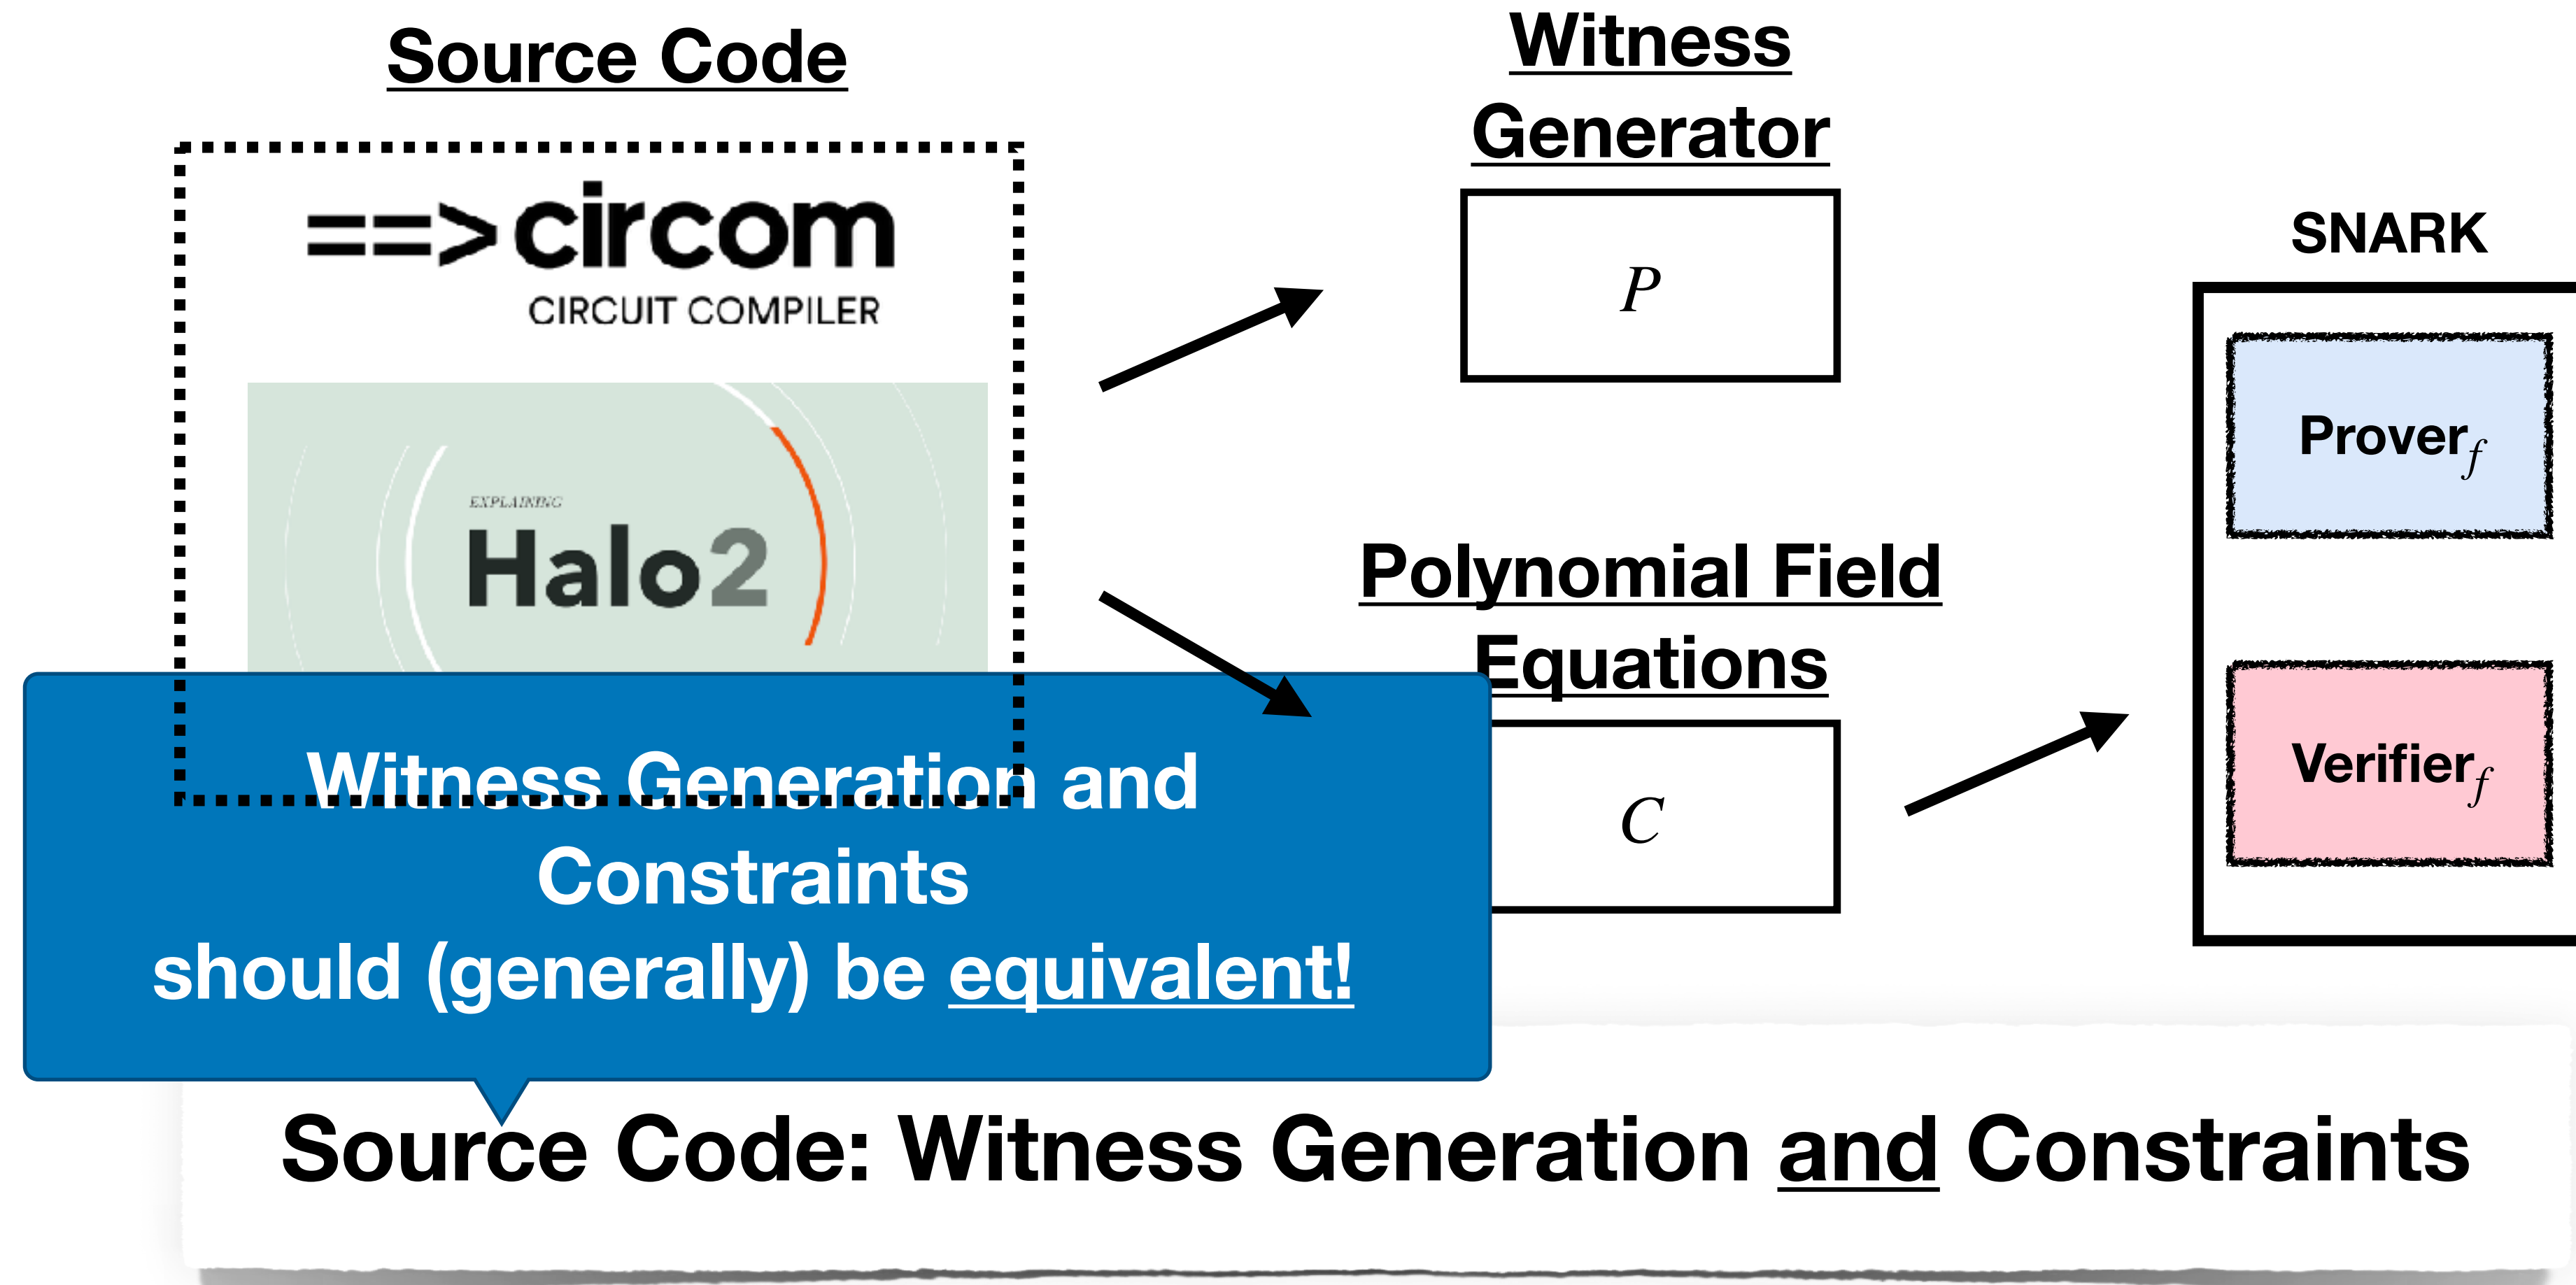 Source Code
==>circom
CIRCUIT COMPILER
EXPLAINING
Halo2
Witness
Generator
P
Polynomial Field
Equations
C
SNARK
Prover_f
Verifier_f
Witness Generation and
Constraints
should (generally) be equivalent!
Source Code: Witness Generation and Constraints